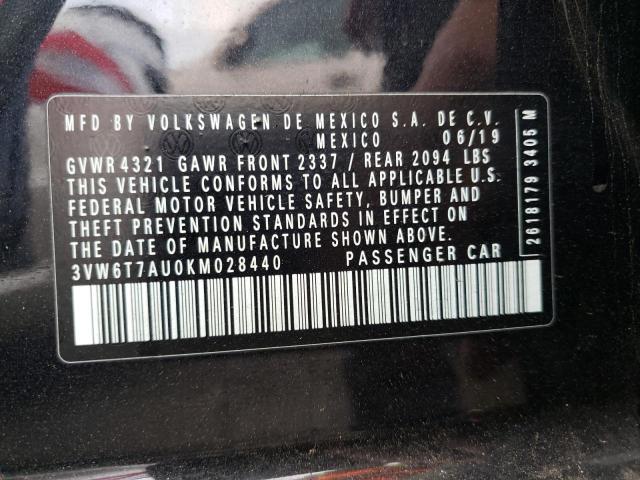 MFD BY VOLKSWAGEN DE MEXICO S.A. DE C.V.
MEXICO 06/19
GVWR 4321 GAWR FRONT 2337 / REAR 2094 LBS
THIS VEHICLE CONFORMS TO ALL APPLICABLE U.S.
FEDERAL MOTOR VEHICLE SAFETY, BUMPER AND
THEFT PREVENTION STANDARDS IN EFFECT ON
THE DATE OF MANUFACTURE SHOWN ABOVE.
3VW6T7AU0KM028440 PASSENGER CAR
2618179 3406 M